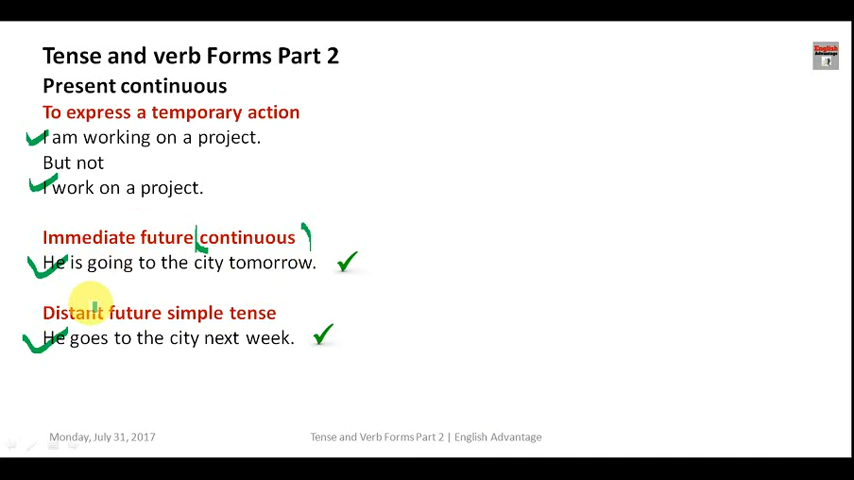 Tense and verb Forms Part 2
English
Advantage
Present continuous
To express a temporary action
I am working on a project.
But not
I work on a project.
Immediate future continuous
He is going to the city tomorrow.
Distant future simple tense
He goes to the city next week.
Monday, July 31, 2017
Tense and Verb Forms Part 2 | English Advantage